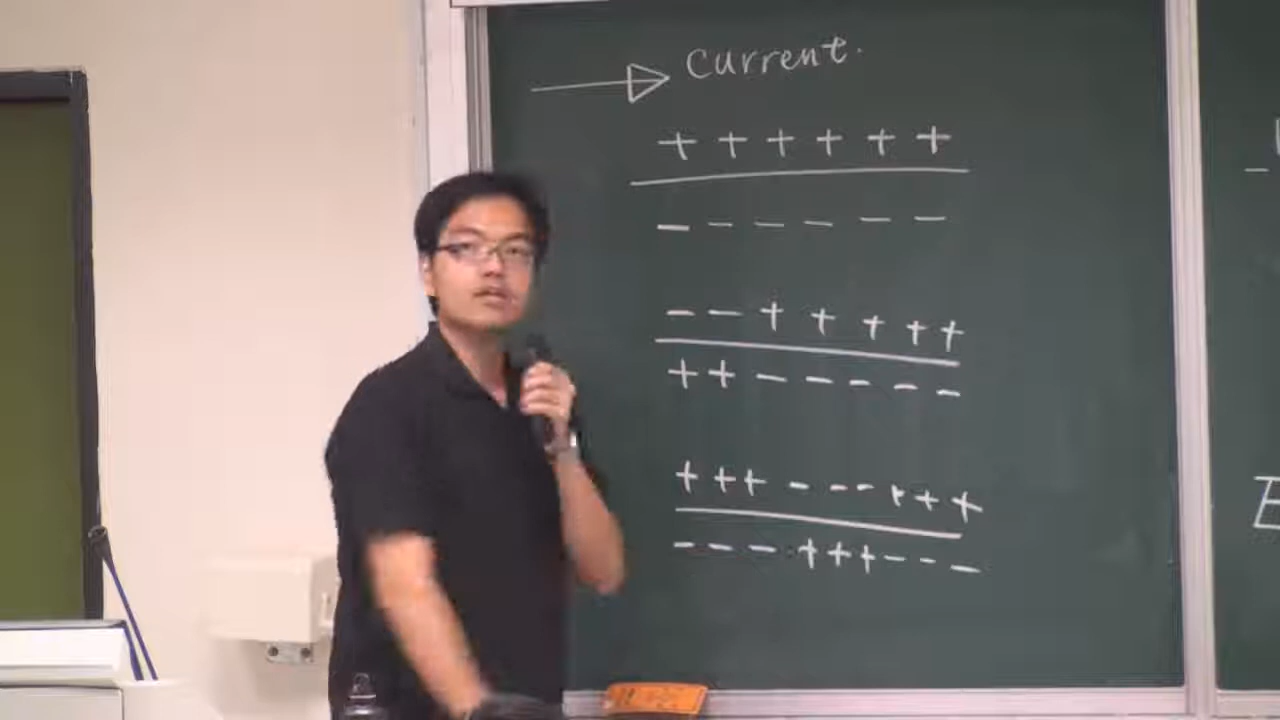 Current.
+ + + + + +
- - - - - -
- - + + + + +
+ + - - - - -
+ + + - - - - + + +
- - - + + + - - -
E